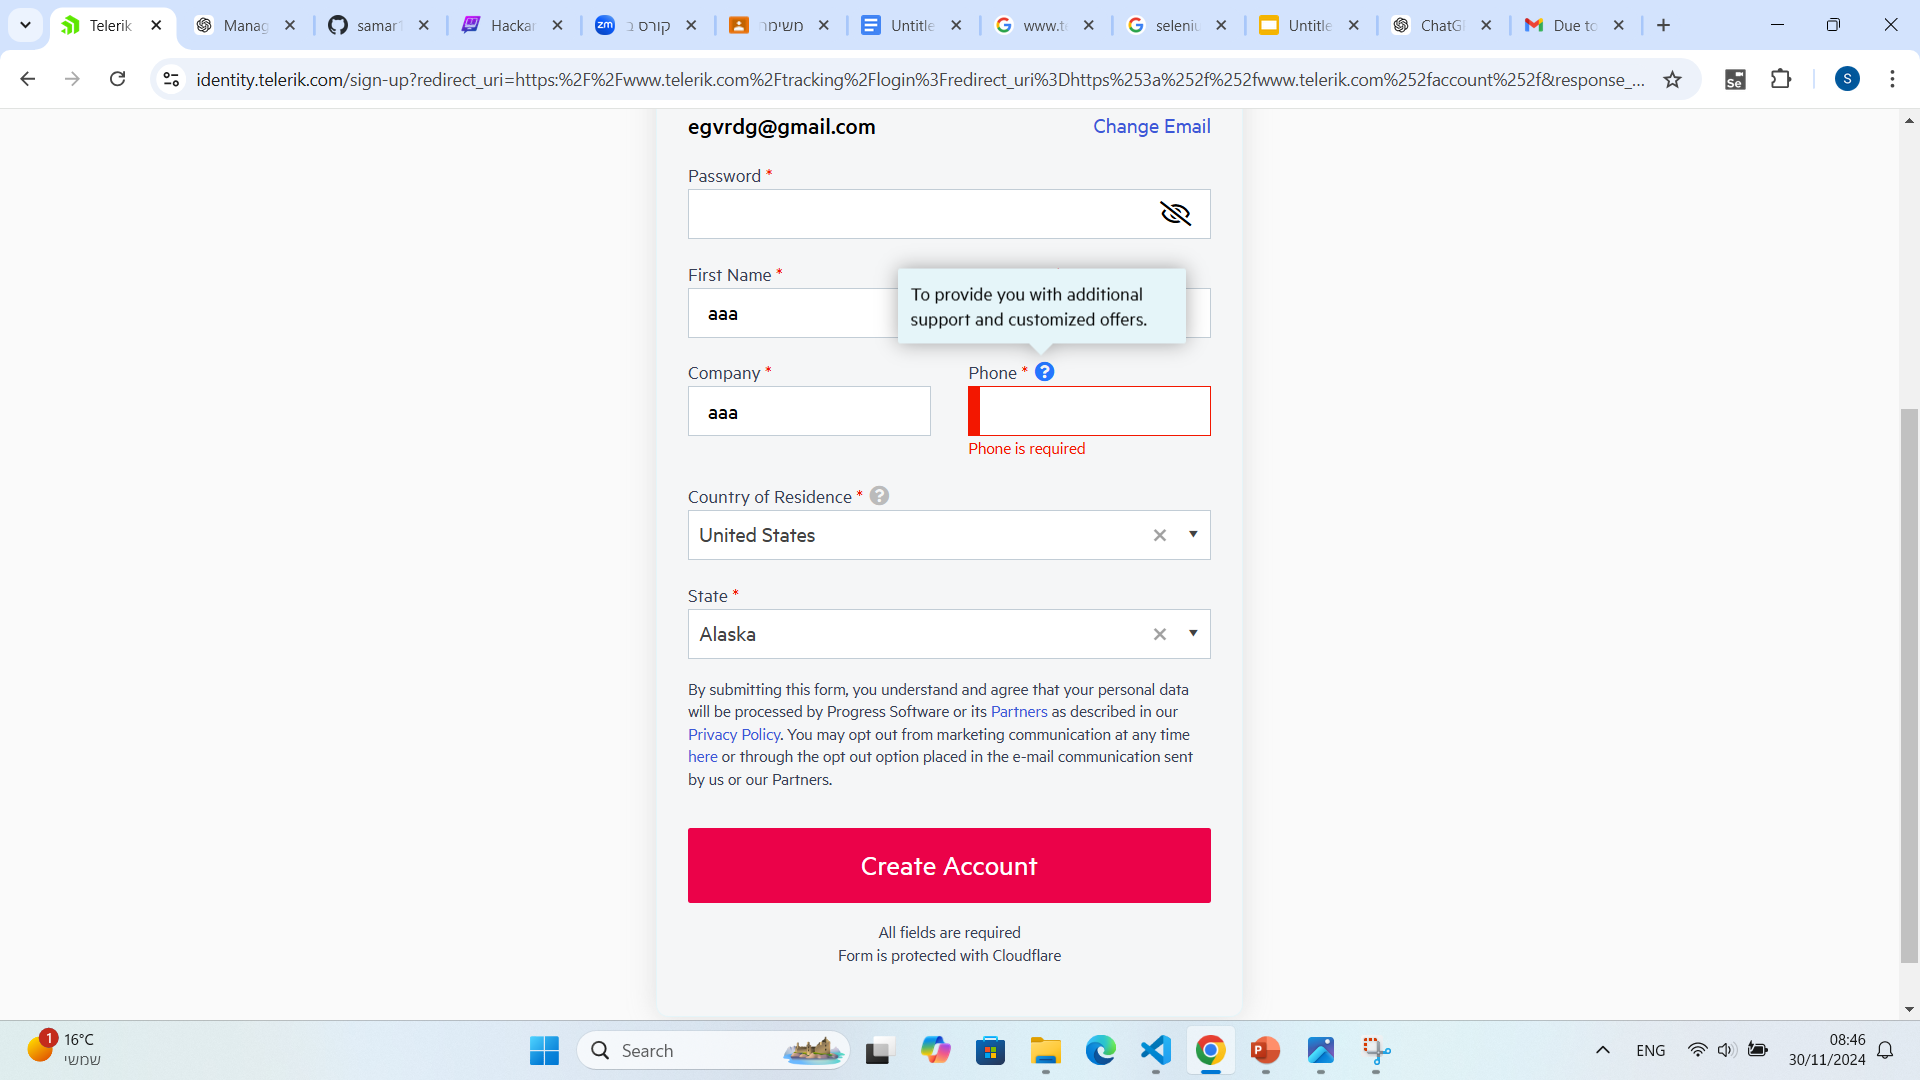 Telerik
Manag
samar1
Hackar
zm
קורס ב
משימה
Untitle
www.te
seleniu
Untitle
ChatGP
Due to
identity.telerik.com/sign-up?redirect_uri=https:%2F%2Fwww.telerik.com%2Ftracking%2Flogin%3Fredirect_uri%3Dhttps%253a%252f%252fwww.telerik.com%252faccount%252f&response_...
Se
S
egvrdg@gmail.com
Change Email
Password *
First Name *
aaa
To provide you with additional
support and customized offers.
Company *
aaa
Phone * ?
Phone is required
Country of Residence * ?
United States
State *
Alaska
By submitting this form, you understand and agree that your personal data
will be processed by Progress Software or its Partners as described in our
Privacy Policy. You may opt out from marketing communication at any time
here or through the opt out option placed in the e-mail communication sent
by us or our Partners.
Create Account
All fields are required
Form is protected with Cloudflare
1
16°C
שמשי
Search
ENG
08:46
30/11/2024